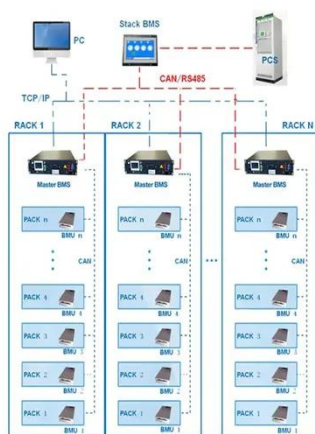 PC
Stack BMS
PCS
CAN/RS485
TCP/IP
RACK 1
Master BMS
PACK n
BMU n
CAN
PACK 4
BMU 4
PACK 3
BMU 3
PACK 2
BMU 2
PACK 1
BMU 1
RACK 2
Master BMS
PACK n
BMU n
CAN
PACK 4
BMU 4
PACK 3
BMU 3
PACK 2
BMU 2
PACK 1
BMU 1
RACK N
Master BMS
PACK n
BMU n
CAN
PACK 4
BMU 4
PACK 3
BMU 3
PACK 2
BMU 2
PACK 1
BMU 1